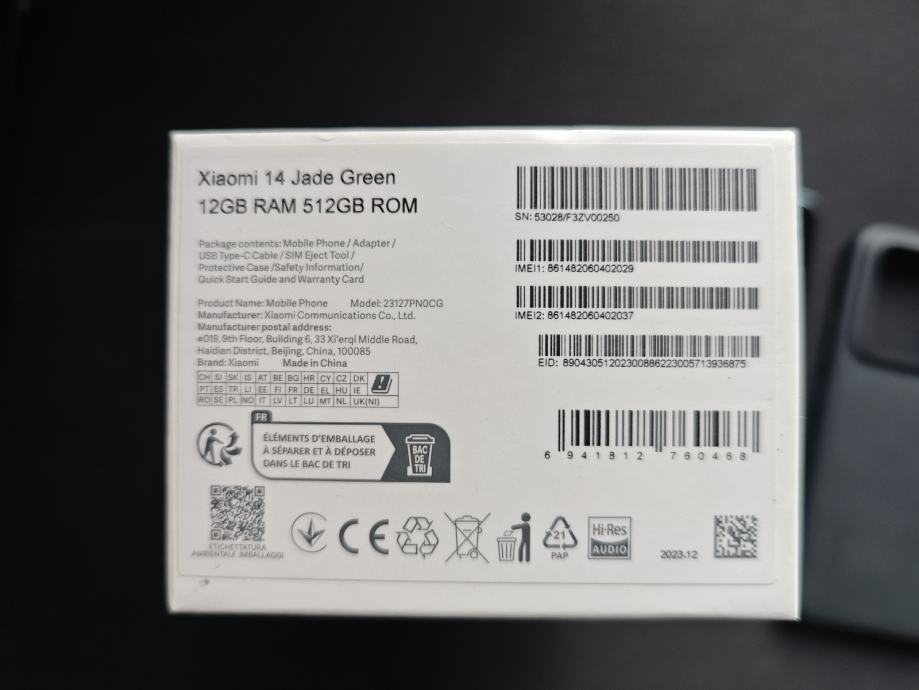 Xiaomi 14 Jade Green
12GB RAM 512GB ROM
Package contents: Mobile Phone / Adapter /
USB Type-C Cable / SIM Eject Tool /
Protective Case /Safety Information/
Quick Start Guide and Warranty Card
Product Name: Mobile Phone Model: 23127PN0CG
Manufacturer: Xiaomi Communications Co., Ltd.
Manufacturer postal address:
#019, 9th Floor, Building 6, 33 Xi'erqi Middle Road,
Haidian District, Beijing, China, 100085
Brand: Xiaomi Made in China
CH SI SK IS AT BE BG HR CY CZ DK
PT ES TR LI EE FI FR DE EL HU IE
RO SE PL NO IT LV LT LU MT NL UK(NI)
FR
ÉLÉMENTS D'EMBALLAGE
À SÉPARER ET À DÉPOSER
DANS LE BAC DE TRI
BAC
DE
TRI
ETICHETTATURA
AMBIENTALE IMBALLAGGI
SN: 53028/F3ZV00250
IMEI1: 861482060402029
IMEI2: 861482060402037
EID: 89043051202300886223005713936875
6 941812 760468
CE
21
PAP
Hi-Res
AUDIO
2023.12